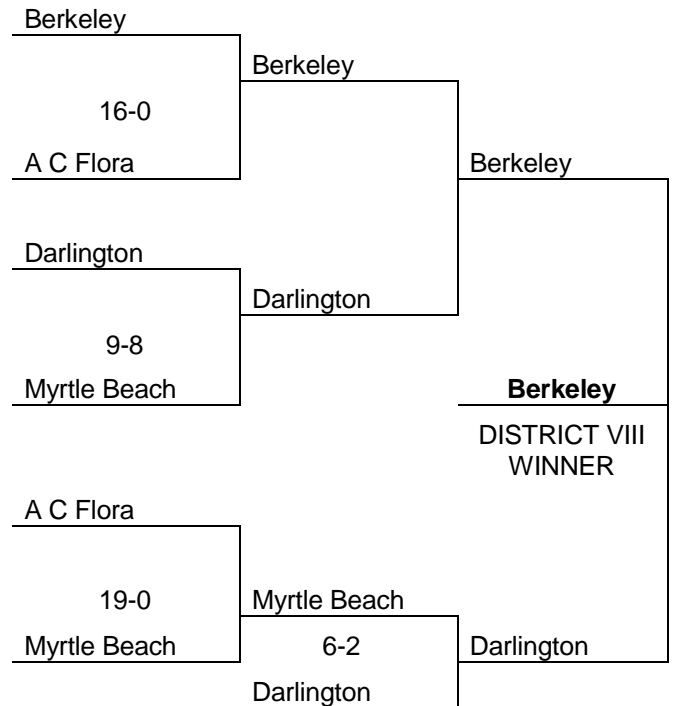 Berkeley
Berkeley
16-0
A C Flora
Berkeley
Darlington
Darlington
9-8
Myrtle Beach
Berkeley
DISTRICT VIII
WINNER
A C Flora
19-0
Myrtle Beach
Myrtle Beach
6-2
Darlington
Darlington